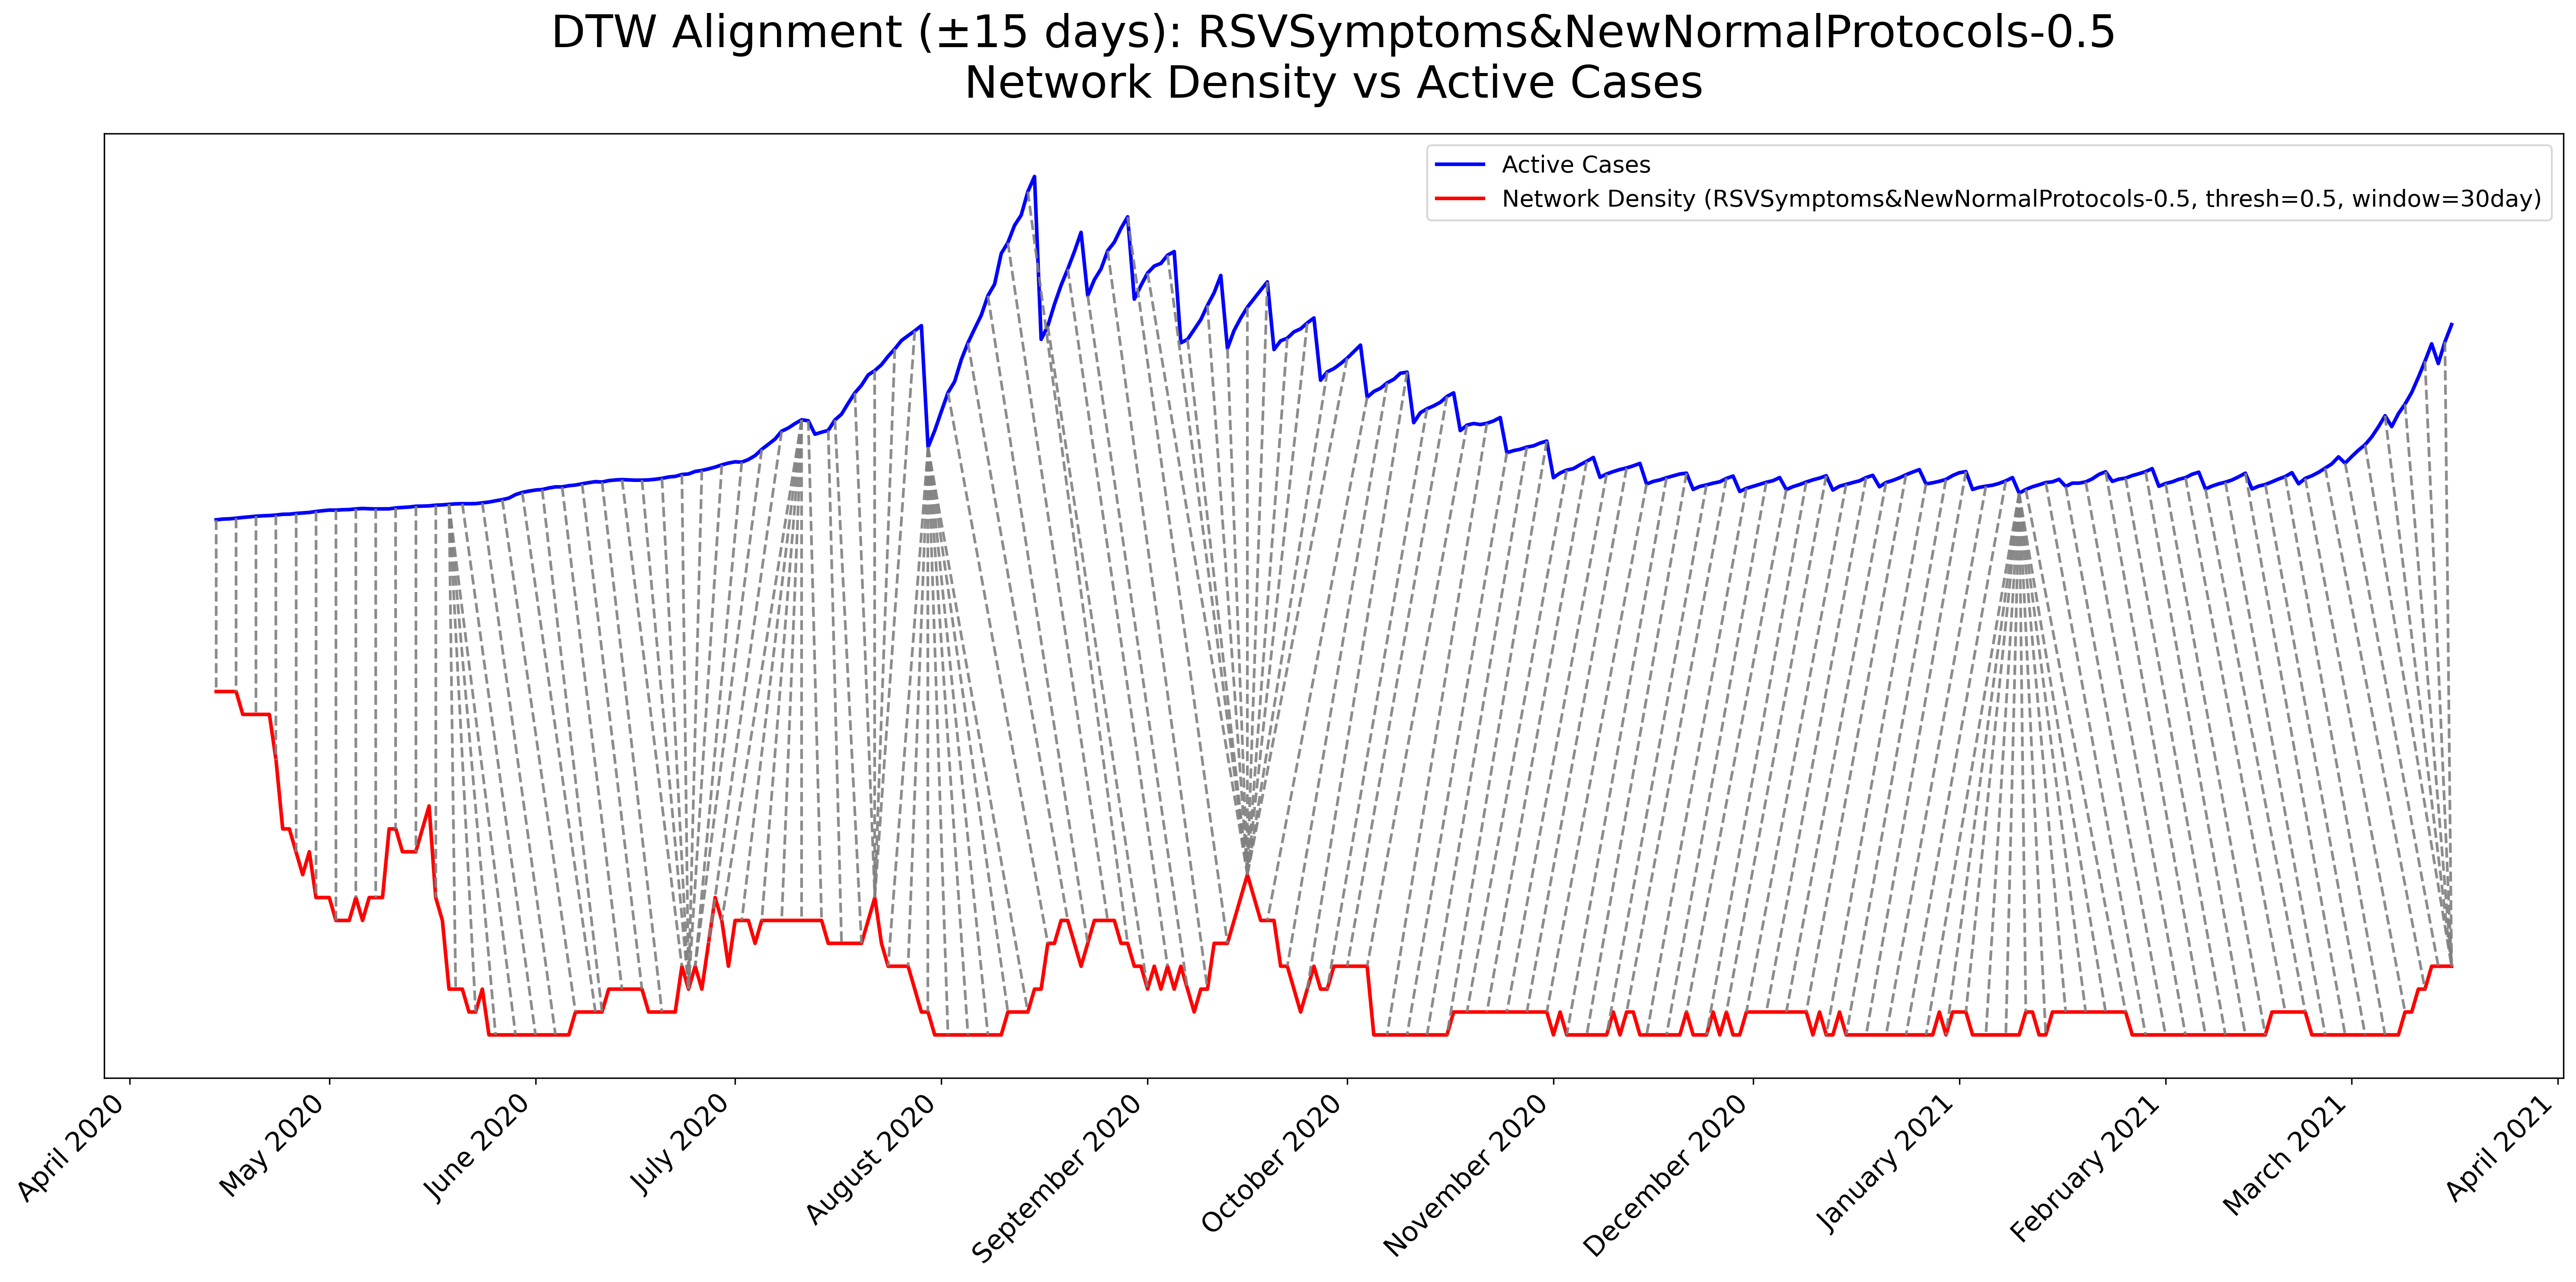 DTW Alignment (±15 days): RSVSymptoms&NewNormalProtocols-0.5
Network Density vs Active Cases
Active Cases
Network Density (RSVSymptoms&NewNormalProtocols-0.5, thresh=0.5, window=30day)
April 2020
May 2020
June 2020
July 2020
August 2020
September 2020
October 2020
November 2020
December 2020
January 2021
February 2021
March 2021
April 2021